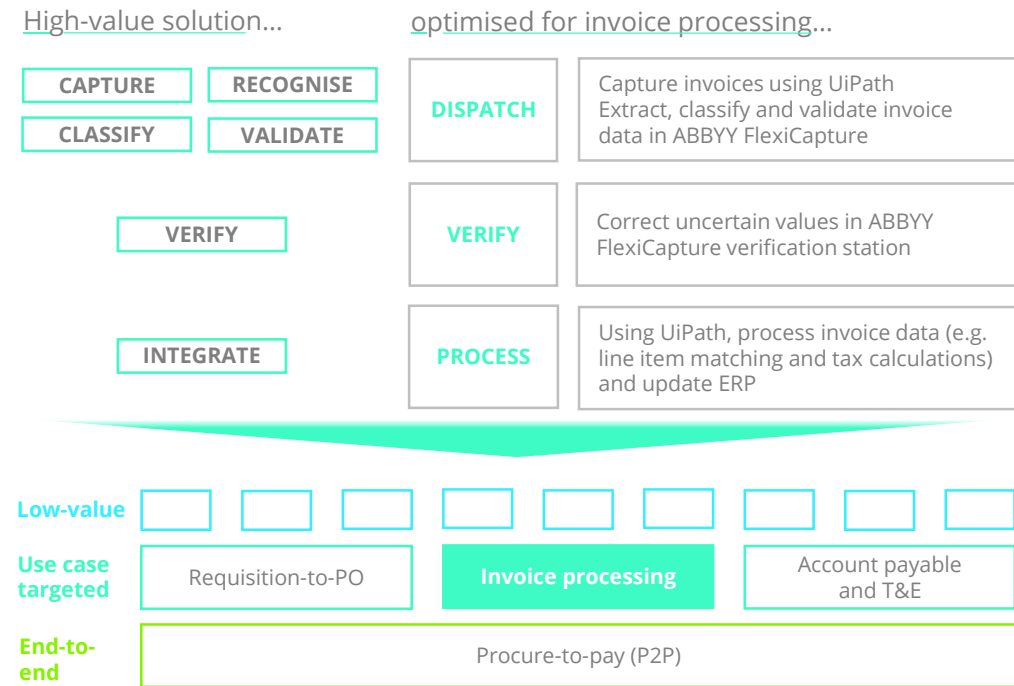 High-value solution...
optimised for invoice processing...
CAPTURE
RECOGNISE
CLASSIFY
VALIDATE
DISPATCH
Capture invoices using UiPath
Extract, classify and validate invoice
data in ABBYY FlexiCapture
VERIFY
VERIFY
Correct uncertain values in ABBYY
FlexiCapture verification station
INTEGRATE
PROCESS
Using UiPath, process invoice data (e.g.
line item matching and tax calculations)
and update ERP
Low-value
Use case
targeted
Requisition-to-PO
Invoice processing
Account payable
and T&E
End-to-
end
Procure-to-pay (P2P)